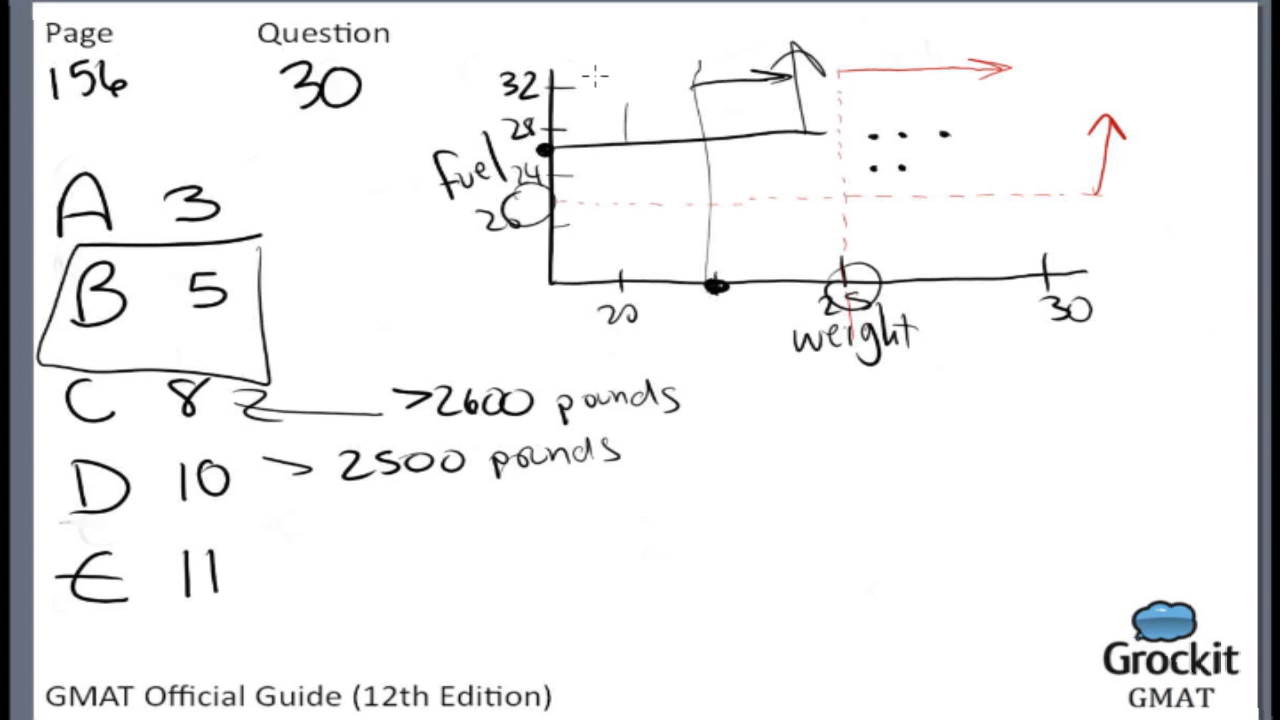 Page Question
156 30
A 3
B 5
C 8 >2600 pounds
D 10 > 2500 pounds
E 11
32
28
24
20
fuel
20 25 30
weight
Grockit
GMAT
GMAT Official Guide (12th Edition)